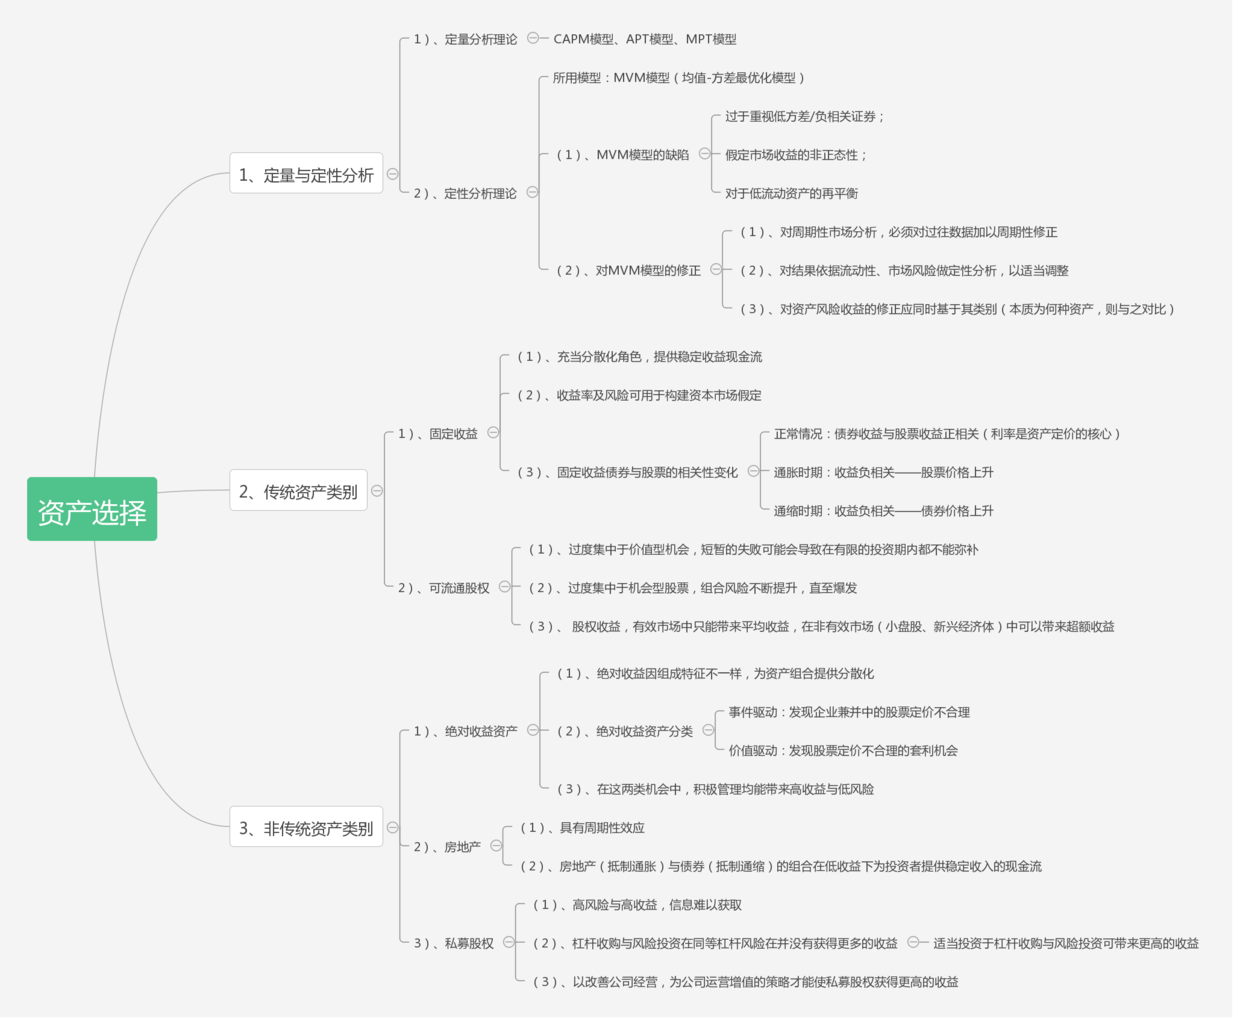 资产选择
1、定量与定性分析
1）、定量分析理论
CAPM模型、APT模型、MPT模型
2）、定性分析理论
所用模型：MVM模型（均值-方差最优化模型）
（1）、MVM模型的缺陷
过于重视低方差/负相关证券；
假定市场收益的非正态性；
对于低流动资产的再平衡
（2）、对MVM模型的修正
（1）、对周期性市场分析，必须对过往数据加以周期性修正
（2）、对结果依据流动性、市场风险做定性分析，以适当调整
（3）、对资产风险收益的修正应同时基于其类别（本质为何种资产，则与之对比）
2、传统资产类别
1）、固定收益
（1）、充当分散化角色，提供稳定收益现金流
（2）、收益率及风险可用于构建资本市场假定
（3）、固定收益债券与股票的相关性变化
正常情况：债券收益与股票收益正相关（利率是资产定价的核心）
通胀时期：收益负相关——股票价格上升
通缩时期：收益负相关——债券价格上升
2）、可流通股权
（1）、过度集中于价值型机会，短暂的失败可能会导致在有限的投资期内都不能弥补
（2）、过度集中于机会型股票，组合风险不断提升，直至爆发
（3）、 股权收益，有效市场中只能带来平均收益，在非有效市场（小盘股、新兴经济体）中可以带来超额收益
3、非传统资产类别
1）、绝对收益资产
（1）、绝对收益因组成特征不一样，为资产组合提供分散化
（2）、绝对收益资产分类
事件驱动：发现企业兼并中的股票定价不合理
价值驱动：发现股票定价不合理的套利机会
（3）、在这两类机会中，积极管理均能带来高收益与低风险
2）、房地产
（1）、具有周期性效应
（2）、房地产（抵制通胀）与债券（抵制通缩）的组合在低收益下为投资者提供稳定收入的现金流
3）、私募股权
（1）、高风险与高收益，信息难以获取
（2）、杠杆收购与风险投资在同等杠杆风险在并没有获得更多的收益
适当投资于杠杆收购与风险投资可带来更高的收益
（3）、以改善公司经营，为公司运营增值的策略才能使私募股权获得更高的收益